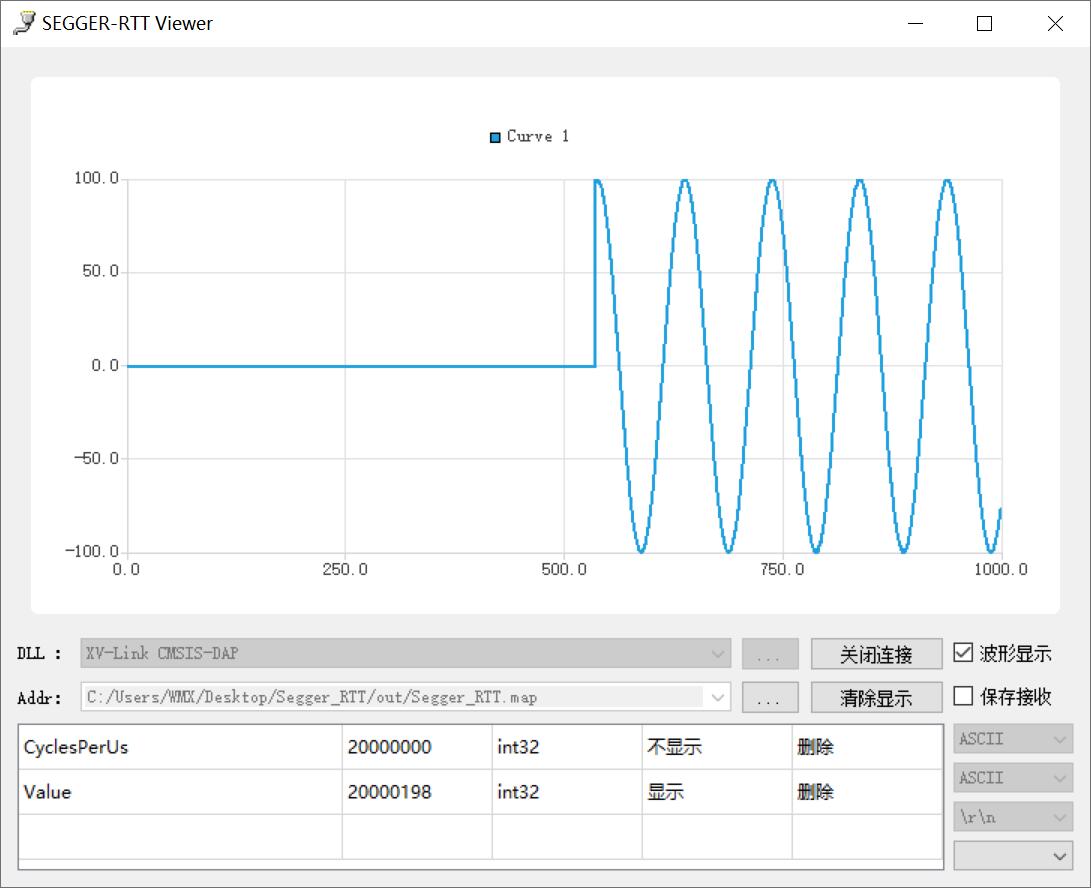 SEGGER-RTT Viewer
Curve 1
100.0
50.0
0.0
-50.0
-100.0
0.0 250.0 500.0 750.0 1000.0
DLL : XV-Link CMSIS-DAP ... 关闭连接 波形显示
Addr: C:/Users/WMX/Desktop/Segger_RTT/out/Segger_RTT.map ... 清除显示 保存接收
CyclesPerUs 20000000 int32 不显示 删除 ASCII
Value 20000198 int32 显示 删除 ASCII
\r\n